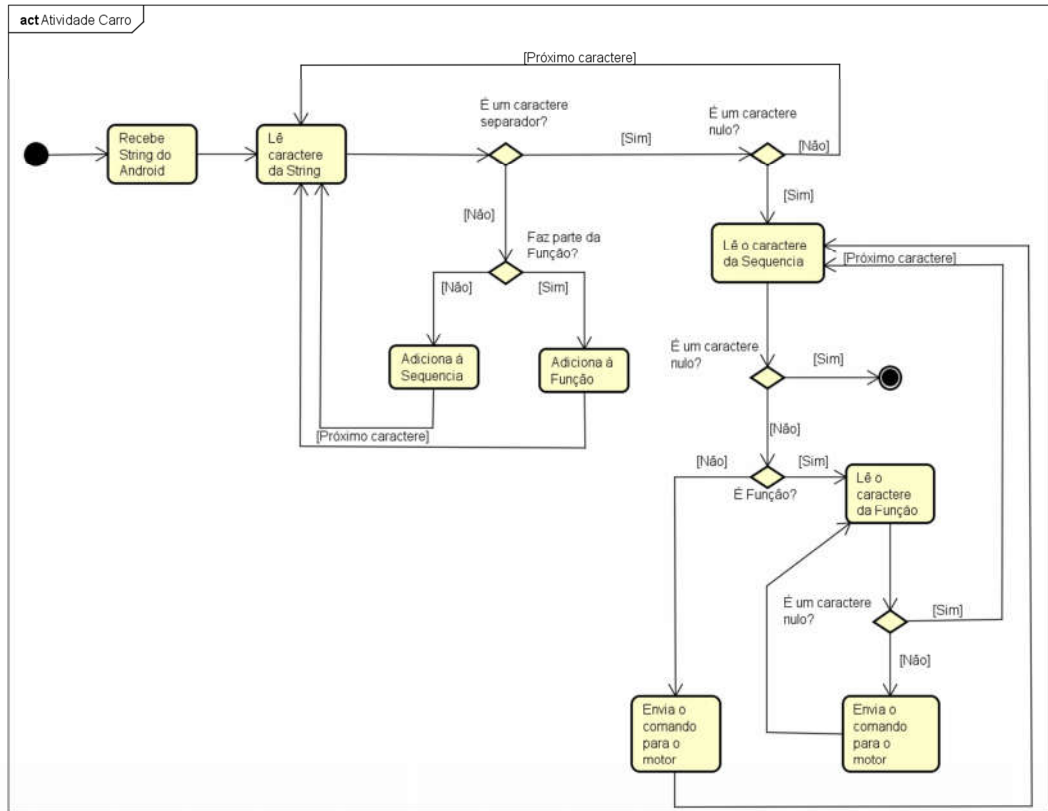 act Atividade Carro
[Próximo caractere]
É um caractere
separador?
É um caractere
nulo?
Recebe
String do
Android
Lê
caractere
da String
[Sim]
[Não]
[Sim]
[Não]
Faz parte da
Função?
Lê o caractere
da Sequencia
[Próximo caractere]
[Não]
[Sim]
Adiciona à
Sequencia
Adiciona à
Função
É um caractere
nulo?
[Sim]
[Próximo caractere]
[Não]
[Não]
[Sim]
É Função?
Lê o
caractere
da Função
É um caractere
nulo?
[Sim]
[Não]
Envia o
comando
para o
motor
Envia o
comando
para o
motor